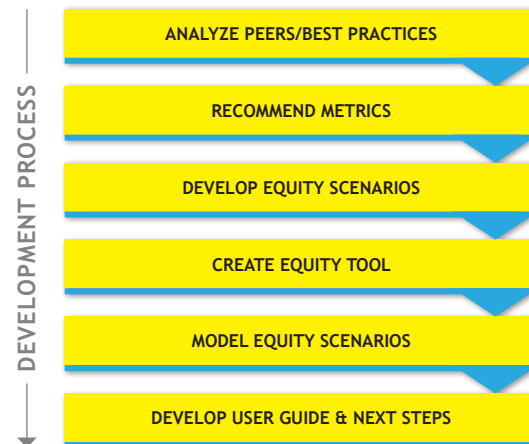 DEVELOPMENT PROCESS
ANALYZE PEERS/BEST PRACTICES
RECOMMEND METRICS
DEVELOP EQUITY SCENARIOS
CREATE EQUITY TOOL
MODEL EQUITY SCENARIOS
DEVELOP USER GUIDE & NEXT STEPS